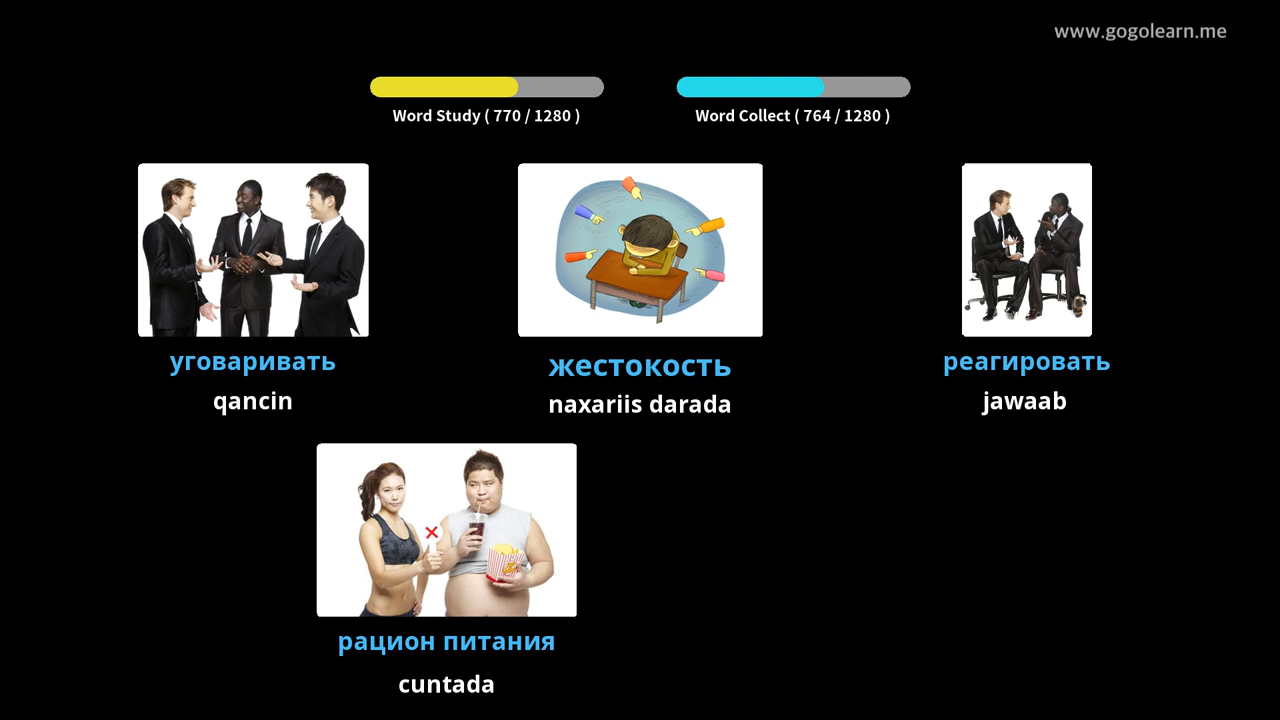 www.gogolearn.me
Word Study ( 770 / 1280 )
Word Collect ( 764 / 1280 )
уговаривать
qancin
жестокость
naxariis darada
реагировать
jawaab
рацион питания
cuntada